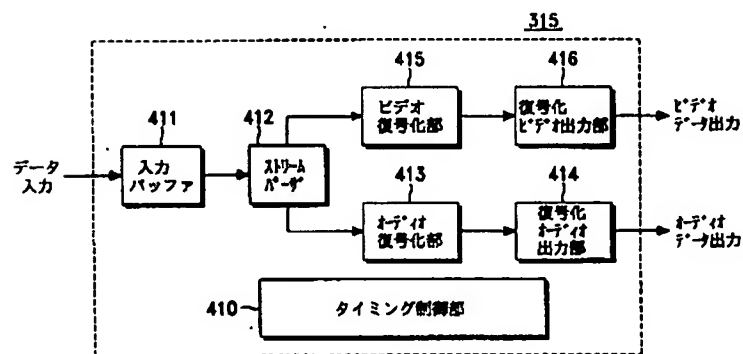 315
415
416
ビデオ
復号化部
復号化
ビデオ出力部
ビデオ
データ出力
411
412
データ
入力
入力
バッファ
ストリーム
パーザ
413
414
オーディオ
復号化部
復号化
オーディオ
出力部
オーディオ
データ出力
410
タイミング制御部